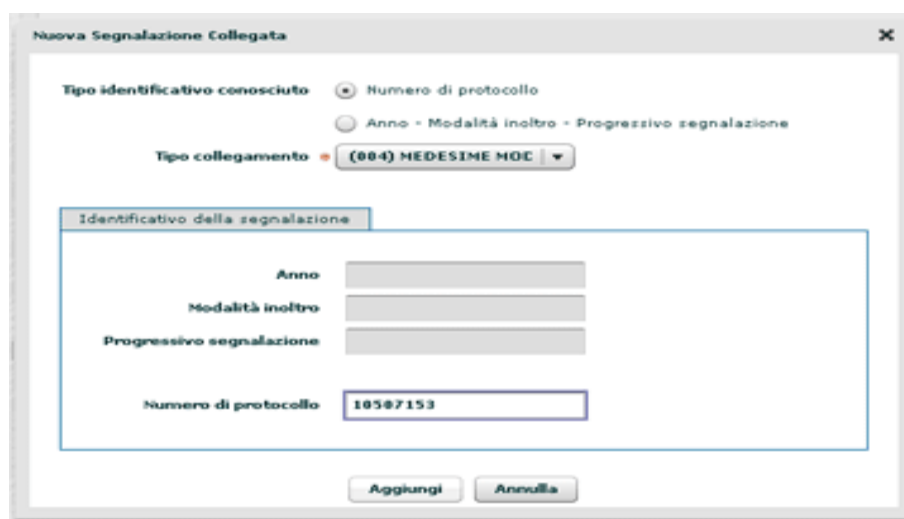 Nuova Segnalazione Collegata
Tipo identificativo conosciuto
Numero di protocollo
Anno - Modalità inoltro - Progressivo segnalazione
Tipo collegamento * (004) MEDESIME MOD
Identificativo della segnalazione
Anno
Modalità inoltro
Progressivo segnalazione
Numero di protocollo 10507153
Aggiungi Annulla